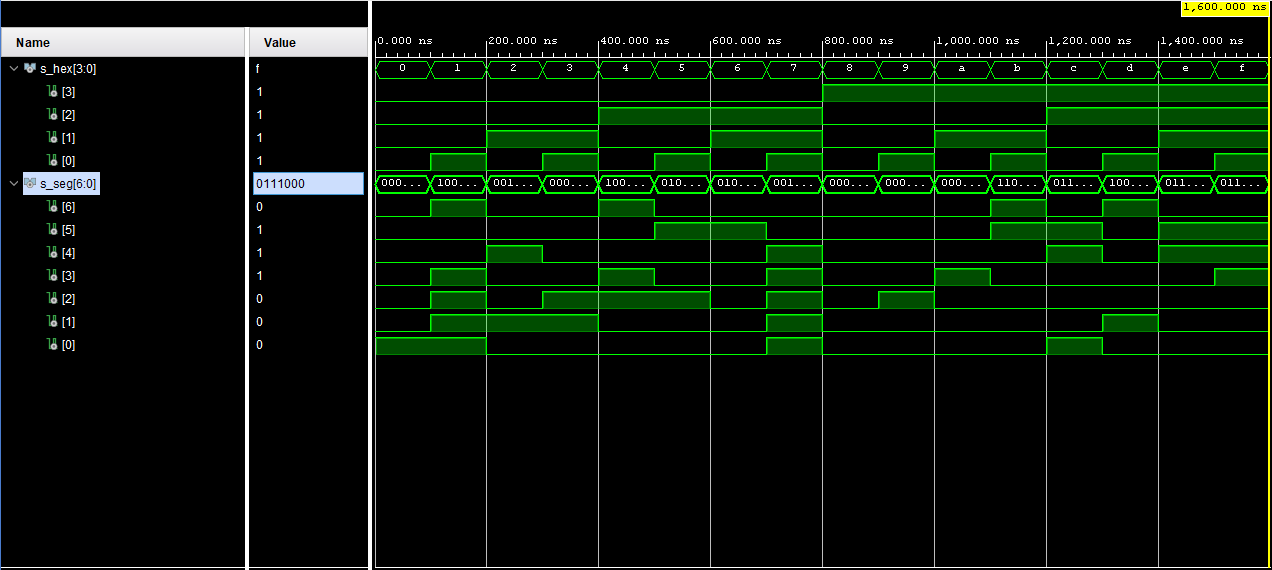 1,600.000 ns
Name Value
0.000 ns 200.000 ns 400.000 ns 600.000 ns 800.000 ns 1,000.000 ns 1,200.000 ns 1,400.000 ns
s_hex[3:0] f 0 1 2 3 4 5 6 7 8 9 a b c d e f
[3] 1
[2] 1
[1] 1
[0] 1
s_seg[6:0] 0111000 000... 100... 001... 000... 100... 010... 010... 001... 000... 000... 000... 110... 011... 100... 011... 011...
[6] 0
[5] 1
[4] 1
[3] 1
[2] 0
[1] 0
[0] 0